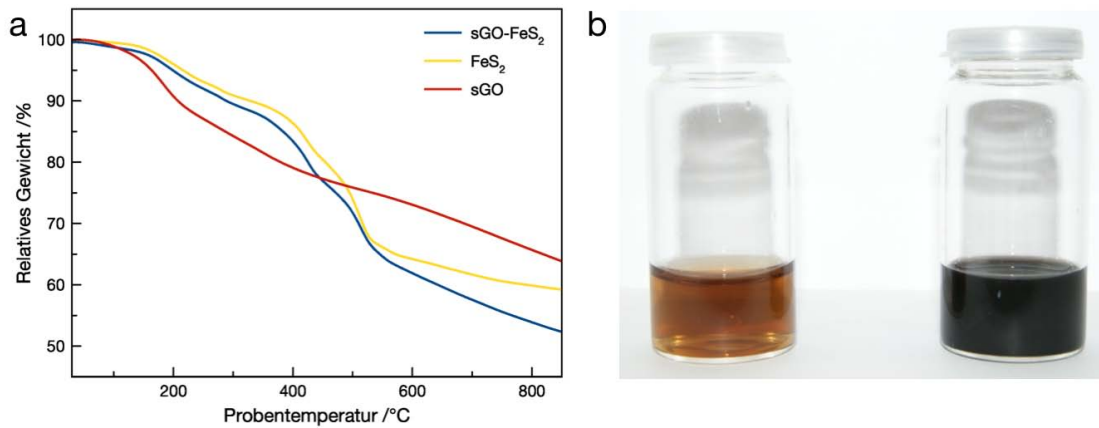 a
sGO-FeS₂
FeS₂
sGO
Relatives Gewicht /%
100
90
80
70
60
50
200
400
600
800
Probentemperatur /°C
b